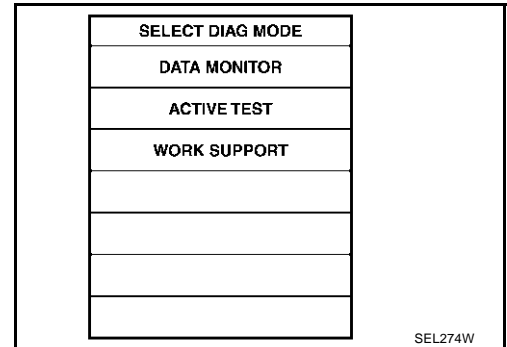 SELECT DIAG MODE
DATA MONITOR
ACTIVE TEST
WORK SUPPORT
SEL274W